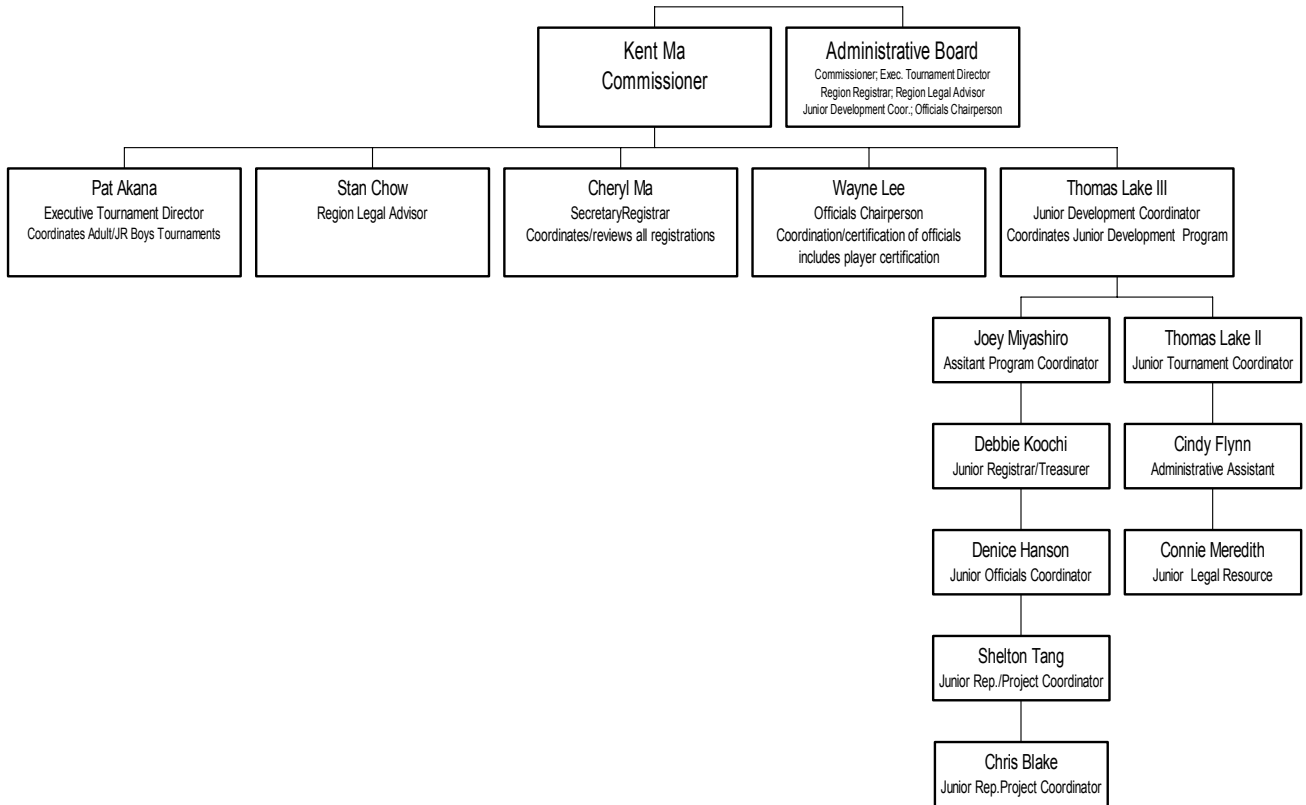 Kent Ma
Commissioner
Administrative Board
Commissioner; Exec. Tournament Director
Region Registrar; Region Legal Advisor
Junior Development Coor.; Officials Chairperson
Pat Akana
Executive Tournament Director
Coordinates Adult/JR Boys Tournaments
Stan Chow
Region Legal Advisor
Cheryl Ma
SecretaryRegistrar
Coordinates/reviews all registrations
Wayne Lee
Officials Chairperson
Coordination/certification of officials
includes player certification
Thomas Lake III
Junior Development Coordinator
Coordinates Junior Development Program
Joey Miyashiro
Assitant Program Coordinator
Thomas Lake II
Junior Tournament Coordinator
Debbie Koochi
Junior Registrar/Treasurer
Cindy Flynn
Administrative Assistant
Denice Hanson
Junior Officials Coordinator
Connie Meredith
Junior Legal Resource
Shelton Tang
Junior Rep./Project Coordinator
Chris Blake
Junior Rep.Project Coordinator